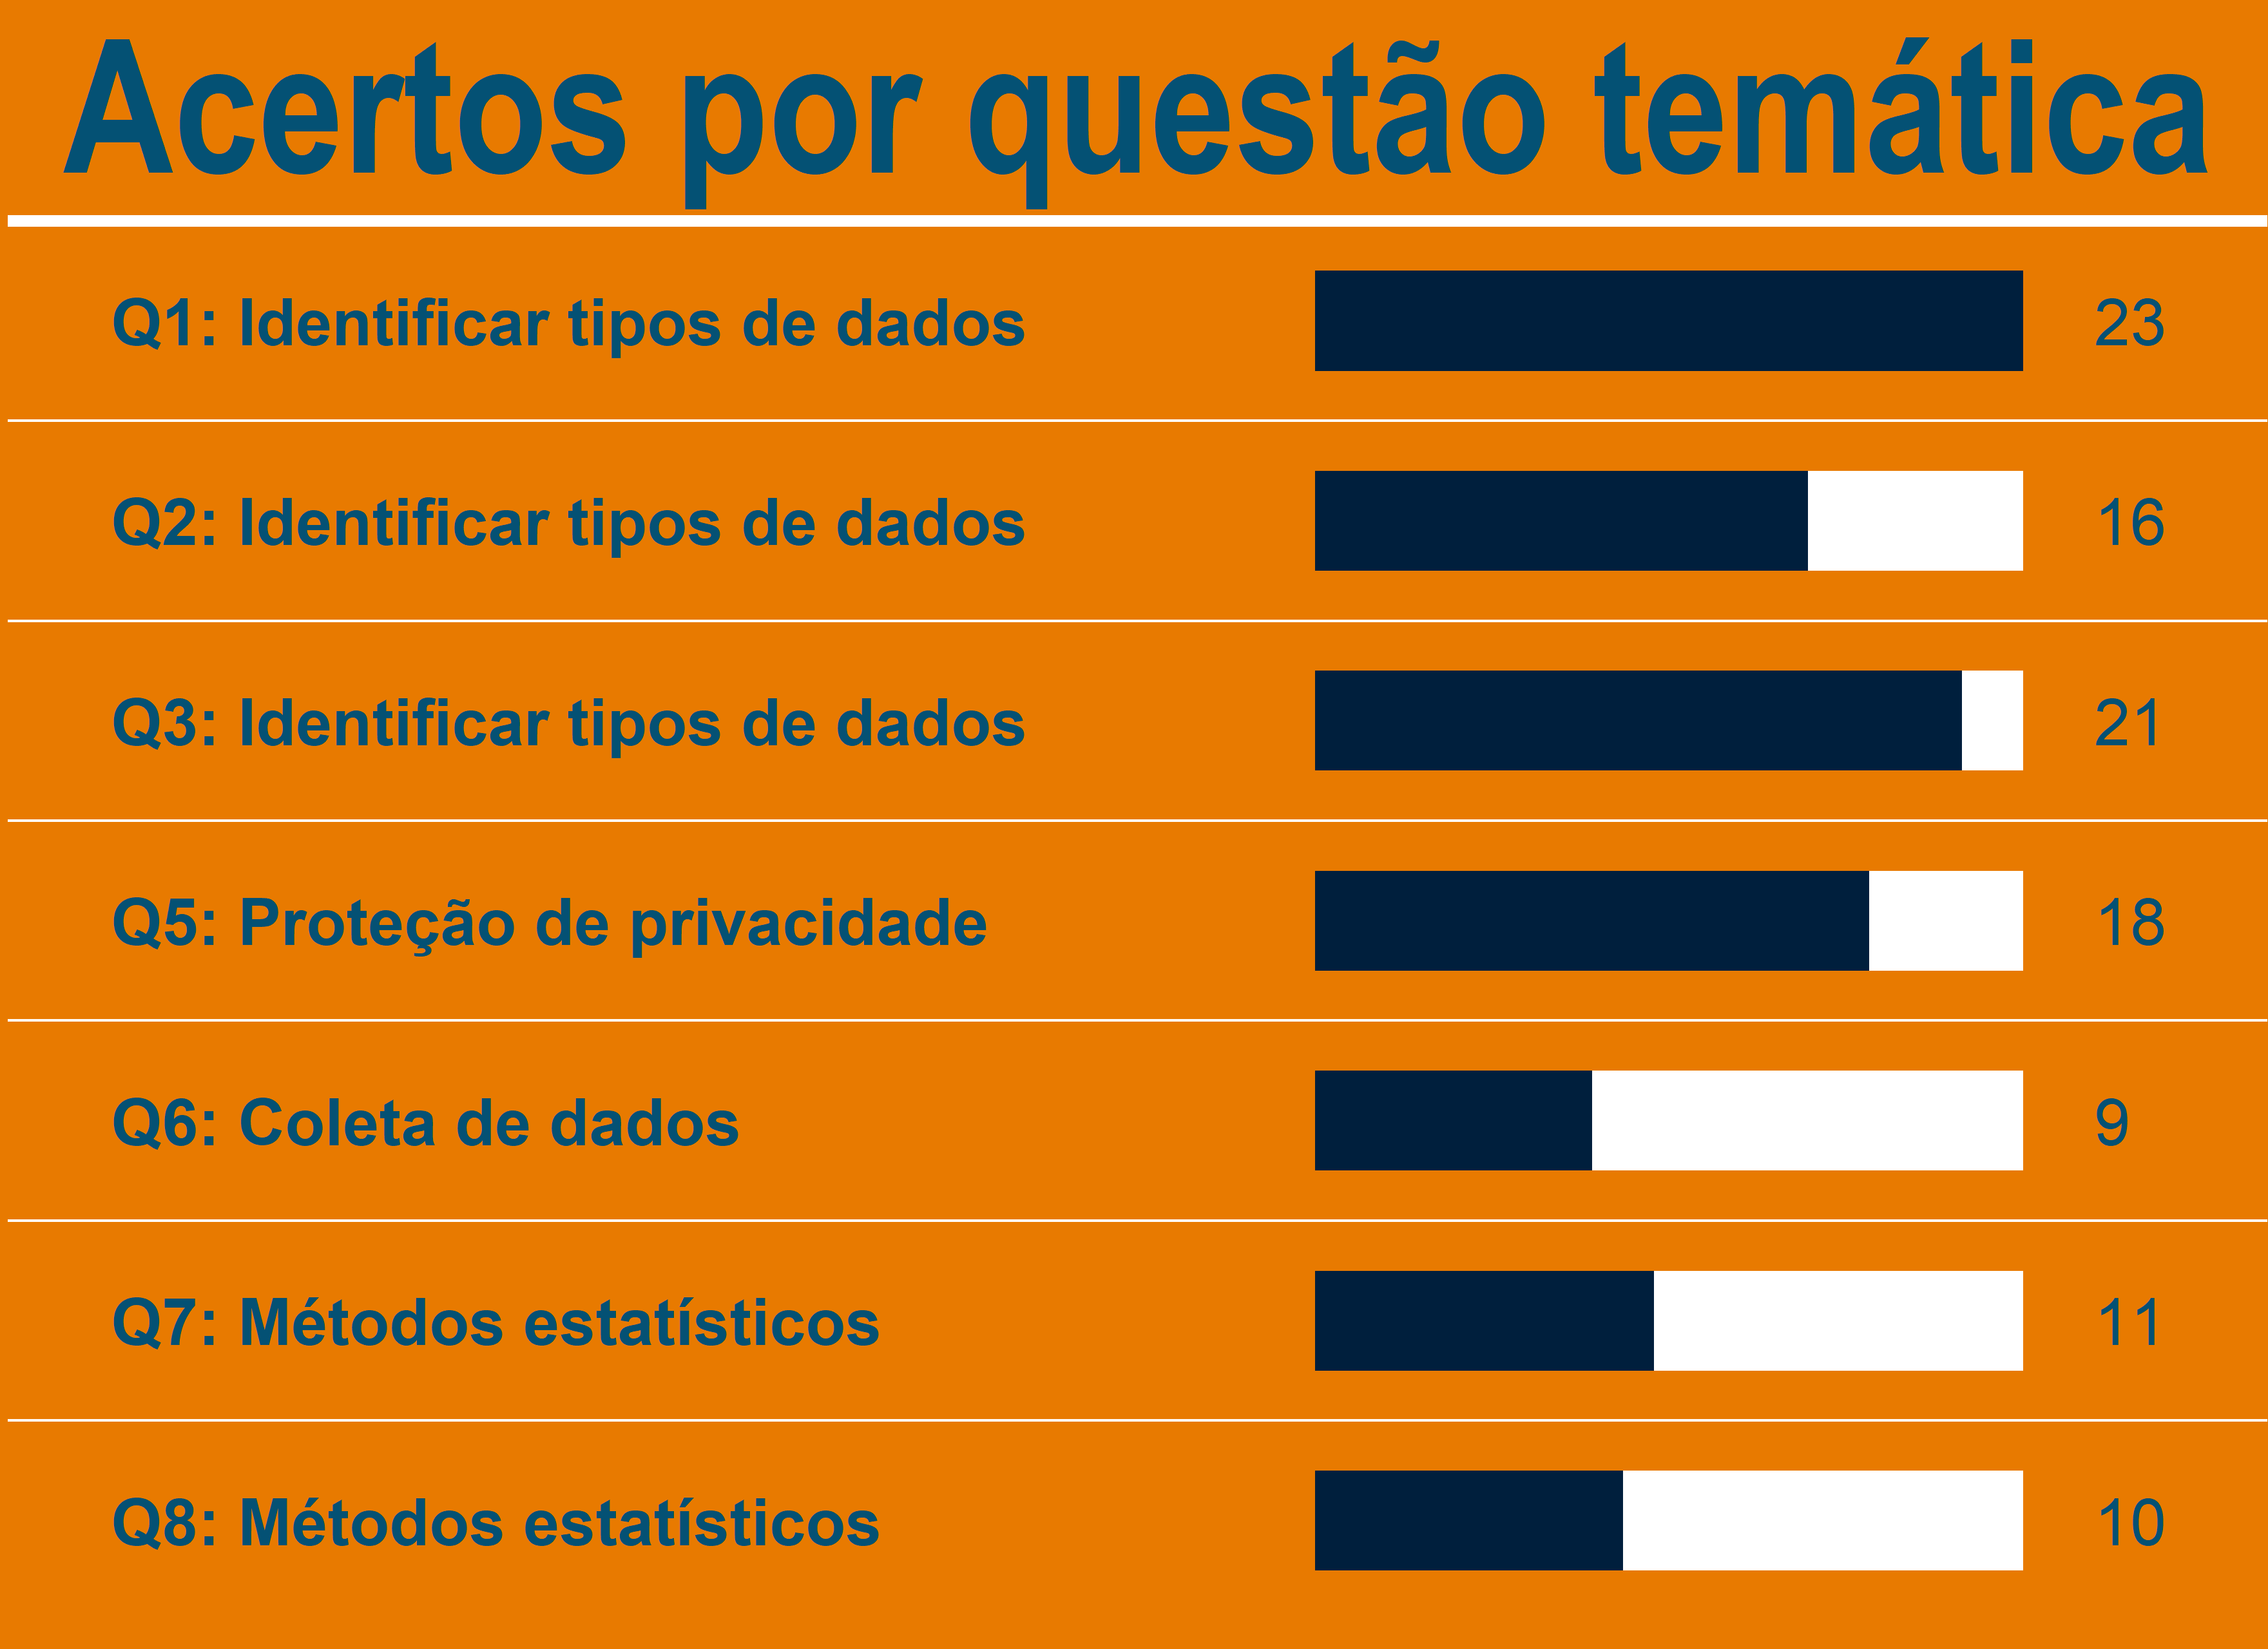 Acertos por questão temática
Q1: Identificar tipos de dados 23
Q2: Identificar tipos de dados 16
Q3: Identificar tipos de dados 21
Q5: Proteção de privacidade 18
Q6: Coleta de dados 9
Q7: Métodos estatísticos 11
Q8: Métodos estatísticos 10